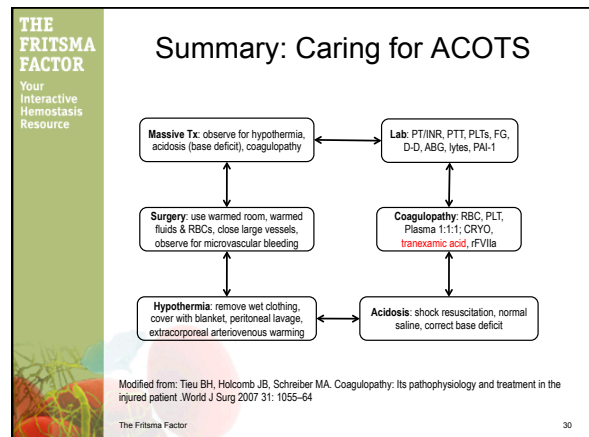 THE
FRITSMA
FACTOR
Your
Interactive
Hemostasis
Resource
Summary: Caring for ACOTS
Massive Tx: observe for hypothermia,
acidosis (base deficit), coagulopathy
Lab: PT/INR, PTT, PLTs, FG,
D-D, ABG, lytes, PAI-1
Surgery: use warmed room, warmed
fluids & RBCs, close large vessels,
observe for microvascular bleeding
Coagulopathy: RBC, PLT,
Plasma 1:1:1; CRYO,
tranexamic acid, rFVIIa
Hypothermia: remove wet clothing,
cover with blanket, peritoneal lavage,
extracorporeal arteriovenous warming
Acidosis: shock resuscitation, normal
saline, correct base deficit
Modified from: Tieu BH, Holcomb JB, Schreiber MA. Coagulopathy: Its pathophysiology and treatment in the
injured patient .World J Surg 2007 31: 1055–64
The Fritsma Factor
30